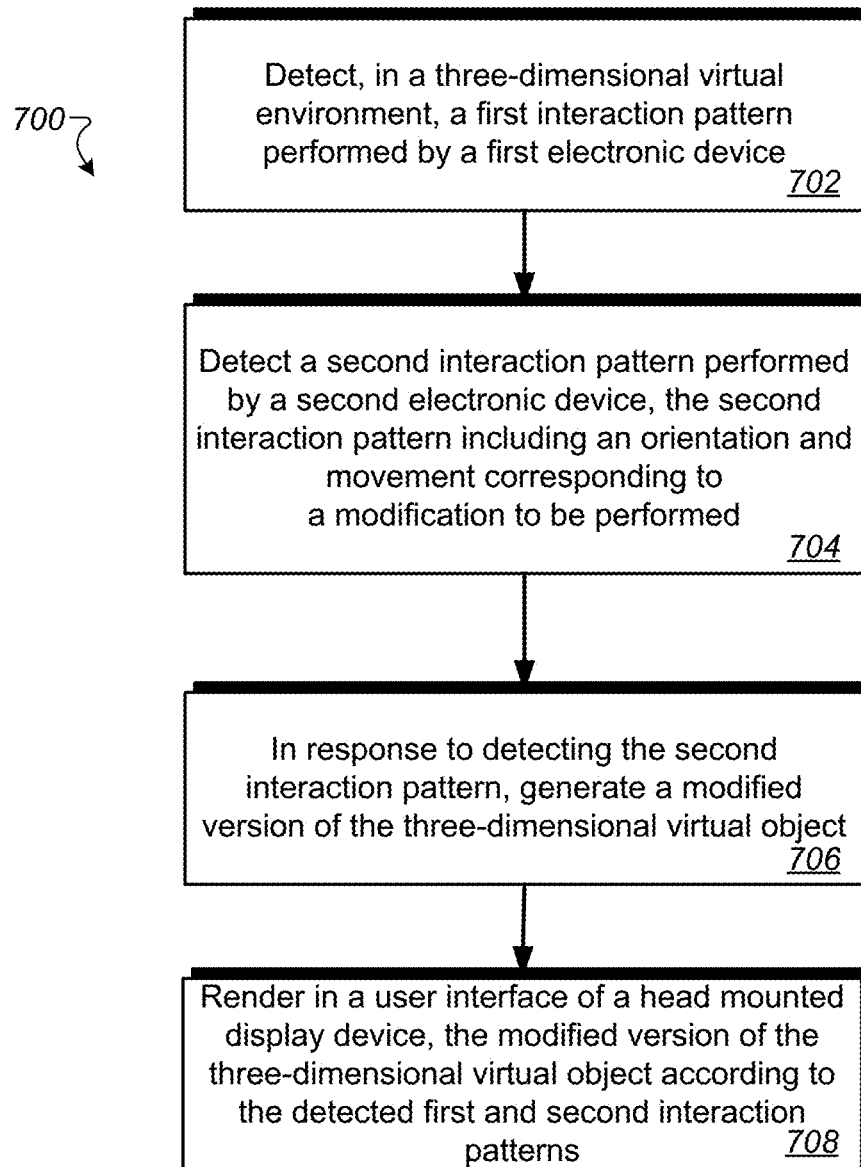 700
Detect, in a three-dimensional virtual
environment, a first interaction pattern
performed by a first electronic device
702
Detect a second interaction pattern performed
by a second electronic device, the second
interaction pattern including an orientation and
movement corresponding to
a modification to be performed
704
In response to detecting the second
interaction pattern, generate a modified
version of the three-dimensional virtual object
706
Render in a user interface of a head mounted
display device, the modified version of the
three-dimensional virtual object according to
the detected first and second interaction
patterns
708